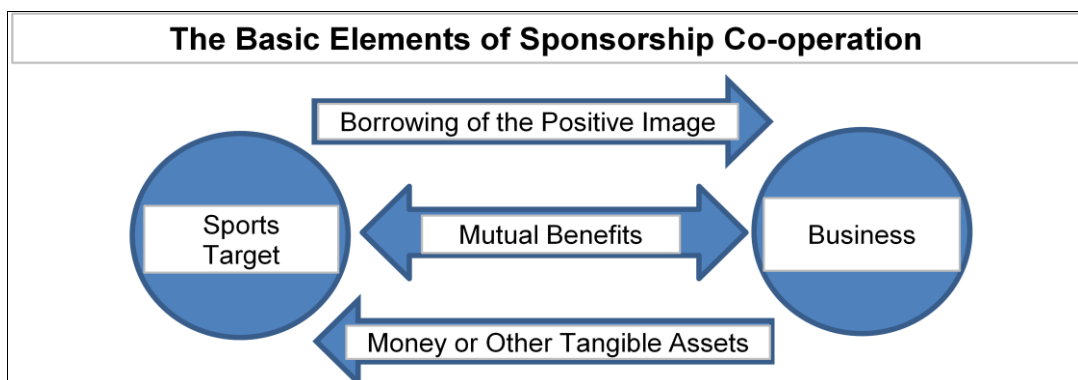 The Basic Elements of Sponsorship Co-operation
Borrowing of the Positive Image
Sports
Target
Mutual Benefits
Business
Money or Other Tangible Assets